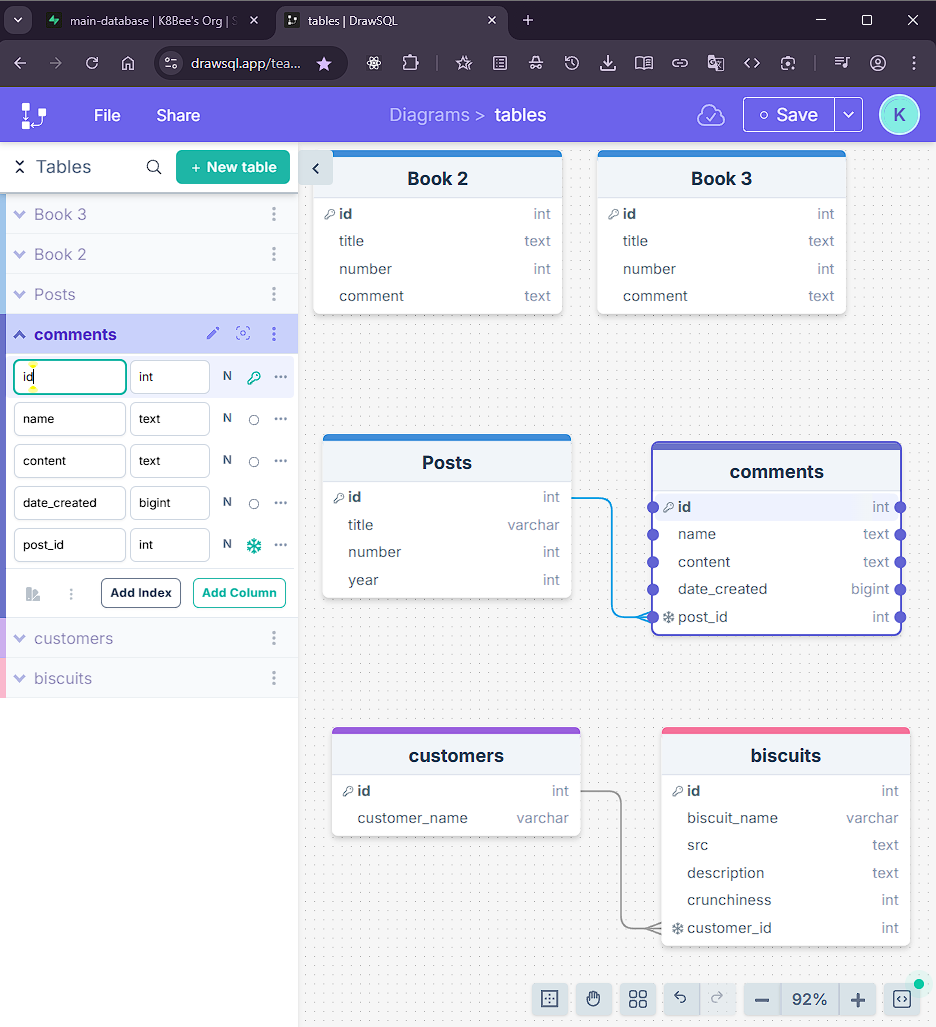 main-database | K8Bee's Org | S
tables | DrawSQL
drawsql.app/tea...
File
Share
Diagrams > tables
Save
K
Tables
+ New table
Book 3
Book 2
Posts
comments
id int N
name text N
content text N
date_created bigint N
post_id int N
Add Index
Add Column
customers
biscuits
Book 2
id int
title text
number int
comment text
Book 3
id int
title text
number int
comment text
Posts
id int
title varchar
number int
year int
comments
id int
name text
content text
date_created bigint
post_id int
customers
id int
customer_name varchar
biscuits
id int
biscuit_name varchar
src text
description text
crunchiness int
customer_id int
92%